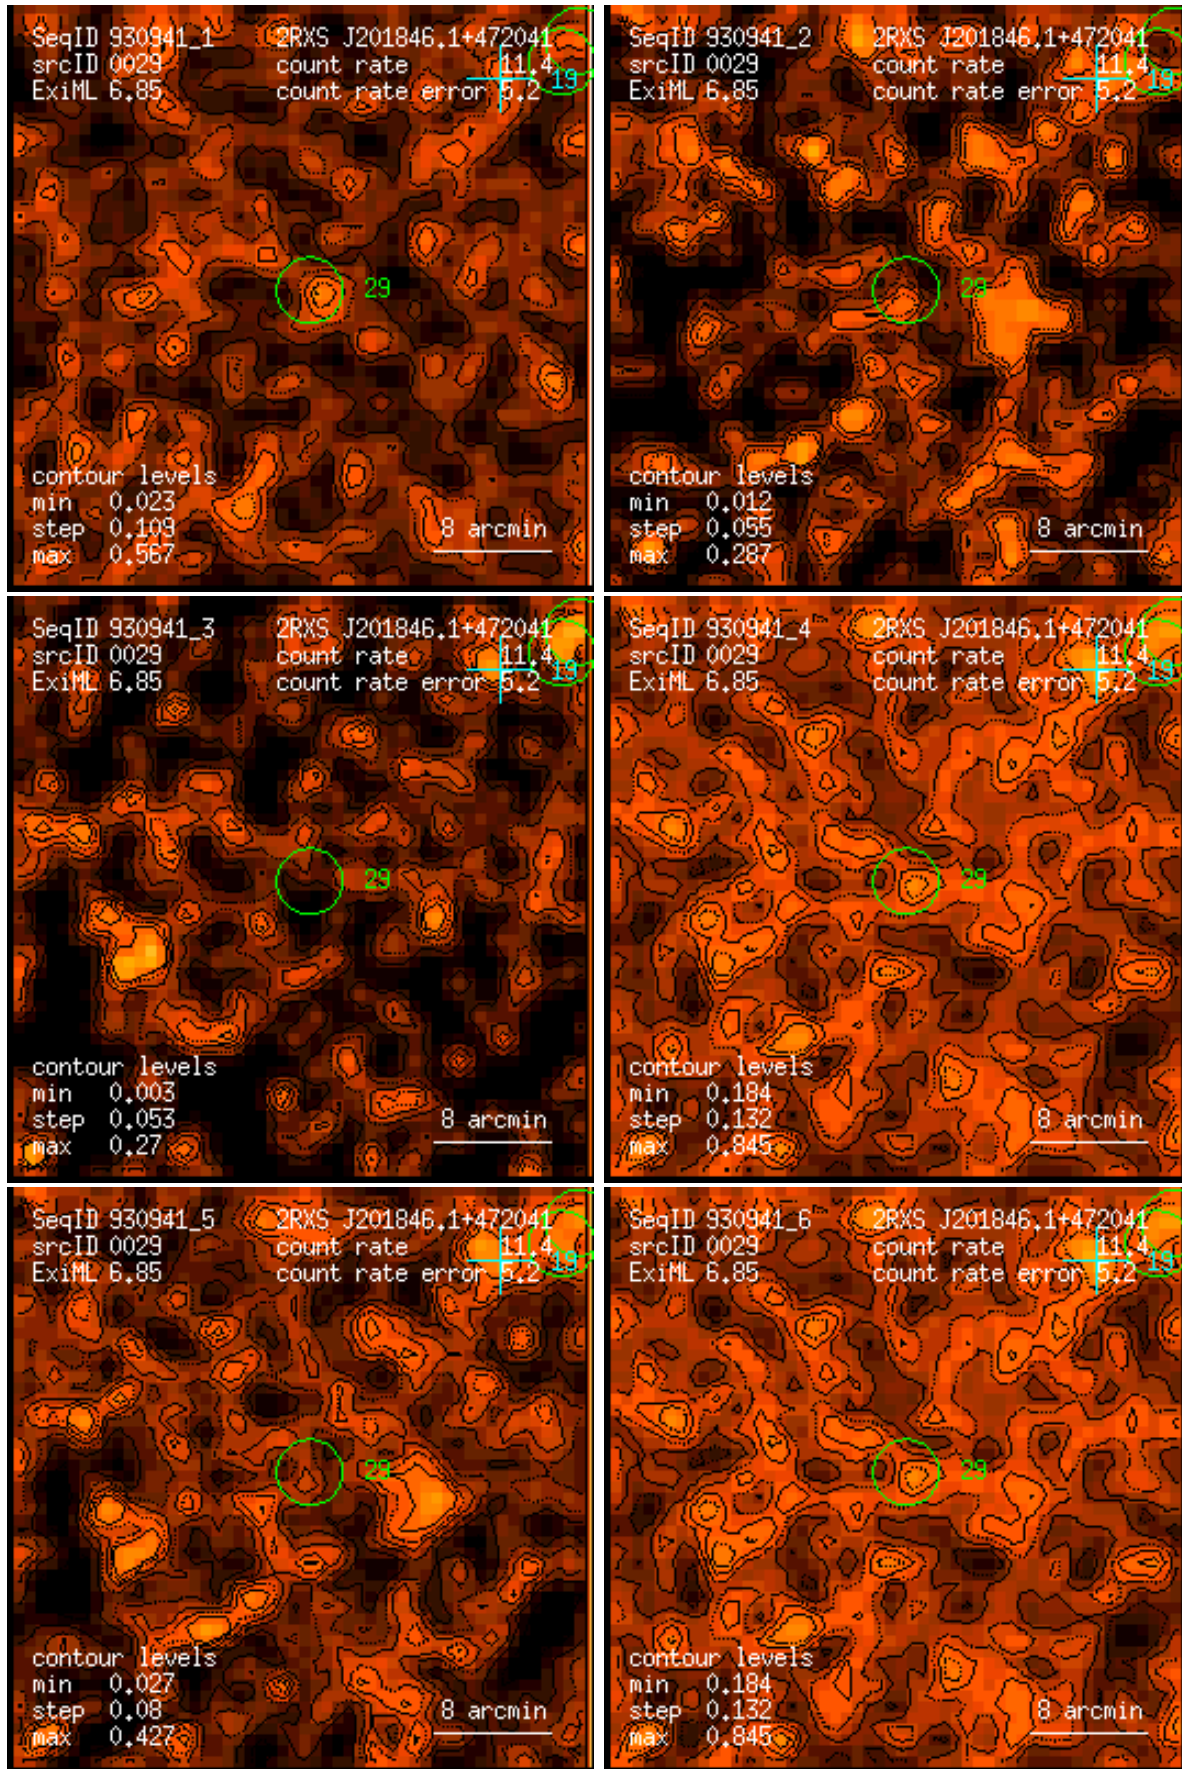 SeqID 930941_1 2RXS J201846.1+472041
srcID 0029 count rate 11.4
ExiML 6.85 count rate error 5.2
19
29
contour levels
min 0.023
step 0.109 8 arcmin
max 0.567
SeqID 930941_2 2RXS J201846.1+472041
srcID 0029 count rate 11.4
ExiML 6.85 count rate error 5.2
19
29
contour levels
min 0.012
step 0.055 8 arcmin
max 0.287
SeqID 930941_3 2RXS J201846.1+472041
srcID 0029 count rate 11.4
ExiML 6.85 count rate error 5.2
19
29
contour levels
min 0.003
step 0.053 8 arcmin
max 0.27
SeqID 930941_4 2RXS J201846.1+472041
srcID 0029 count rate 11.4
ExiML 6.85 count rate error 5.2
19
29
contour levels
min 0.184
step 0.132 8 arcmin
max 0.845
SeqID 930941_5 2RXS J201846.1+472041
srcID 0029 count rate 11.4
ExiML 6.85 count rate error 5.2
19
29
contour levels
min 0.027
step 0.08 8 arcmin
max 0.427
SeqID 930941_6 2RXS J201846.1+472041
srcID 0029 count rate 11.4
ExiML 6.85 count rate error 5.2
19
29
contour levels
min 0.184
step 0.132 8 arcmin
max 0.845